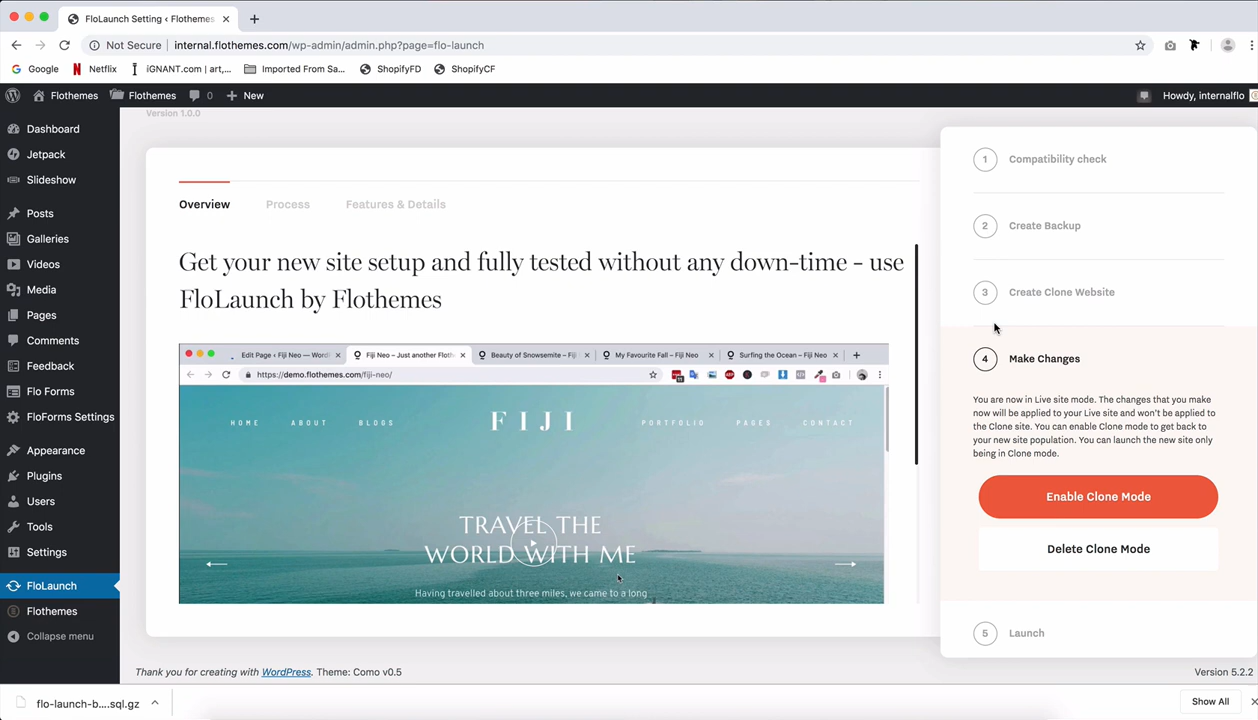 FloLaunch Setting ‹ Flothemes
Not Secure internal.flothemes.com/wp-admin/admin.php?page=flo-launch
Google Netflix iGNANT.com | art,... Imported From Sa... ShopifyFD ShopifyCF
Flothemes Flothemes 0 New Howdy, internalflo
Dashboard
Jetpack
Slideshow
Posts
Galleries
Videos
Media
Pages
Comments
Feedback
Flo Forms
FloForms Settings
Appearance
Plugins
Users
Tools
Settings
FloLaunch
Flothemes
Collapse menu
Version 1.0.0
Overview Process Features & Details
Get your new site setup and fully tested without any down-time - use
FloLaunch by Flothemes
Edit Page ‹ Fiji Neo — Word Fiji Neo – Just another Floth Beauty of Snowsemite – Fiji My Favourite Fall – Fiji Neo Surfing the Ocean – Fiji Neo
https://demo.flothemes.com/fiji-neo/
HOME ABOUT BLOGS FIJI PORTFOLIO PAGES CONTACT
TRAVEL THE
WORLD WITH ME
Having travelled about three miles, we came to a long
1 Compatibility check
2 Create Backup
3 Create Clone Website
4 Make Changes
You are now in Live site mode. The changes that you make
now will be applied to your Live site and won't be applied to
the Clone site. You can enable Clone mode to get back to
your new site population. You can launch the new site only
being in Clone mode.
Enable Clone Mode
Delete Clone Mode
5 Launch
Thank you for creating with WordPress. Theme: Como v0.5
Version 5.2.2
flo-launch-b....sql.gz
Show All